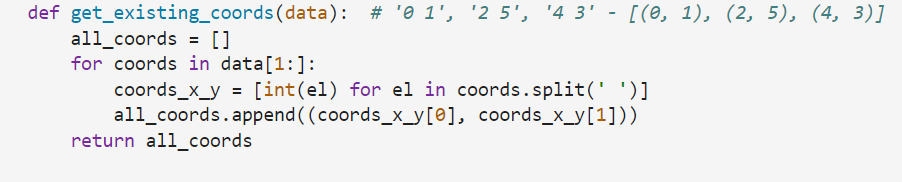 def get_existing_coords(data):  # '0 1', '2 5', '4 3' - [(0, 1), (2, 5), (4, 3)]
    all_coords = []
    for coords in data[1:]:
        coords_x_y = [int(el) for el in coords.split(' ')]
        all_coords.append((coords_x_y[0], coords_x_y[1]))
    return all_coords